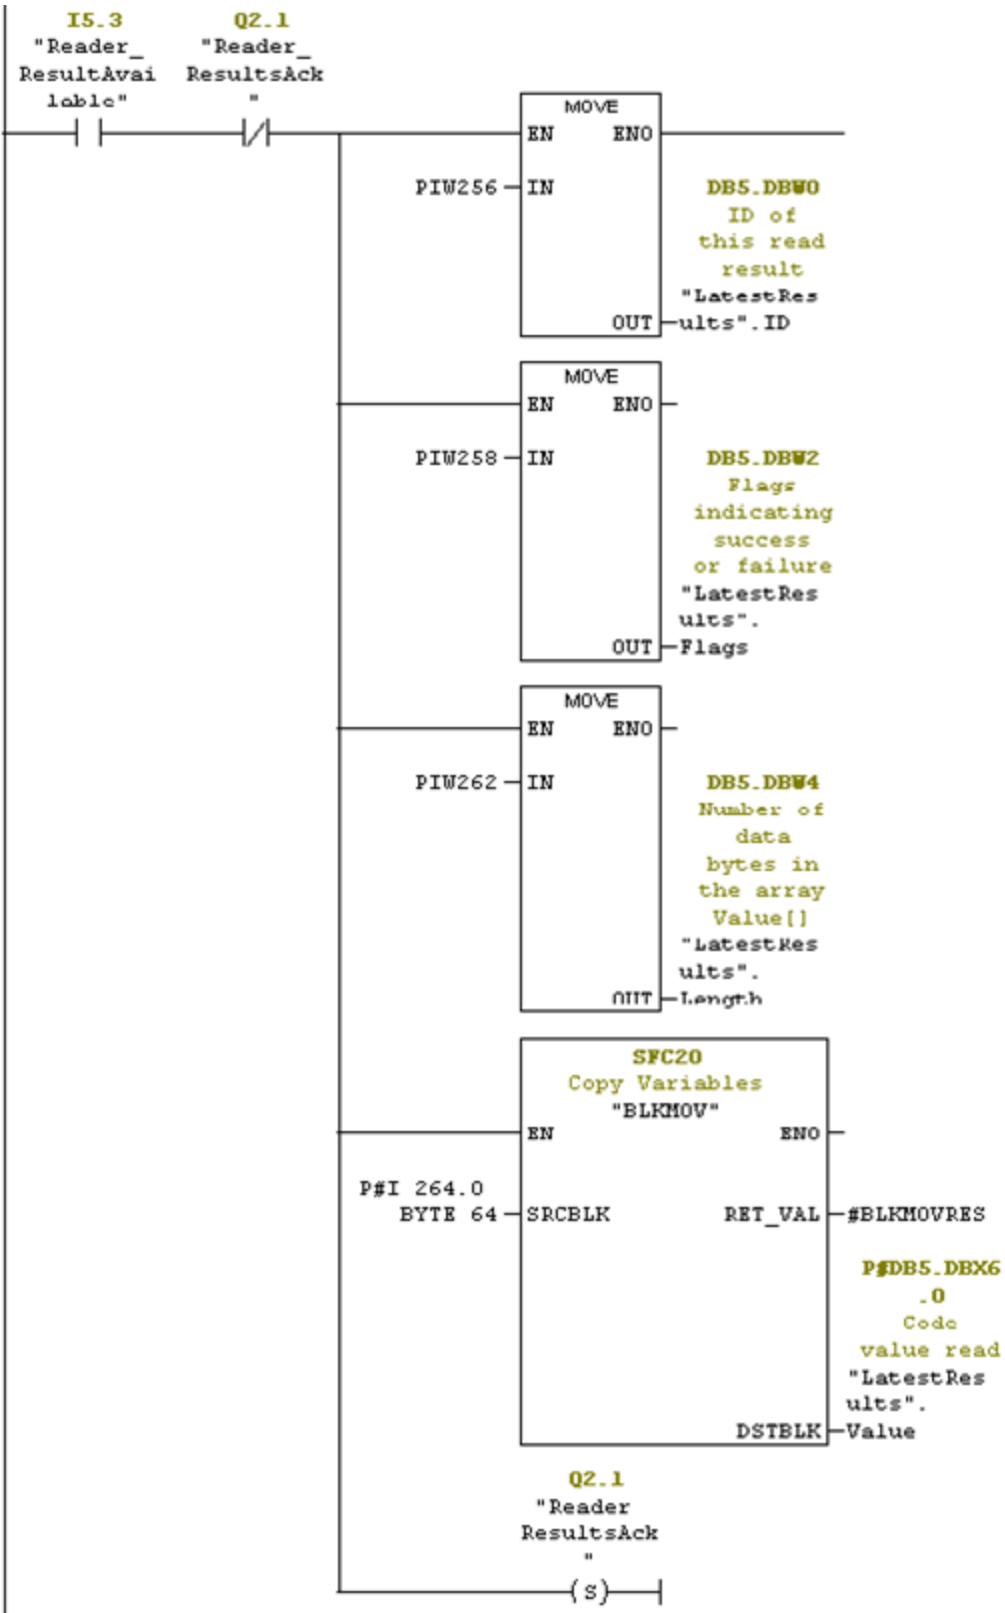 I5.3
"Reader_
ResultAvai
lable"
Q2.1
"Reader_
ResultsAck
"
MOVE
EN ENO
PIW256 IN
OUT
DB5.DBW0
ID of
this read
result
"LatestRes
ults".ID
MOVE
EN ENO
PIW258 IN
OUT
DB5.DBW2
Flags
indicating
success
or failure
"LatestRes
ults".
Flags
MOVE
EN ENO
PIW262 IN
OUT
DB5.DBW4
Number of
data
bytes in
the array
Value[]
"LatestRes
ults".
Length
SFC20
Copy Variables
"BLKMOV"
EN ENO
P#I 264.0
BYTE 64 SRCBLK
RET_VAL #BLKMOVRES
DSTBLK
P#DB5.DBX6
.0
Code
value read
"LatestRes
ults".
Value
Q2.1
"Reader
ResultsAck
"
S